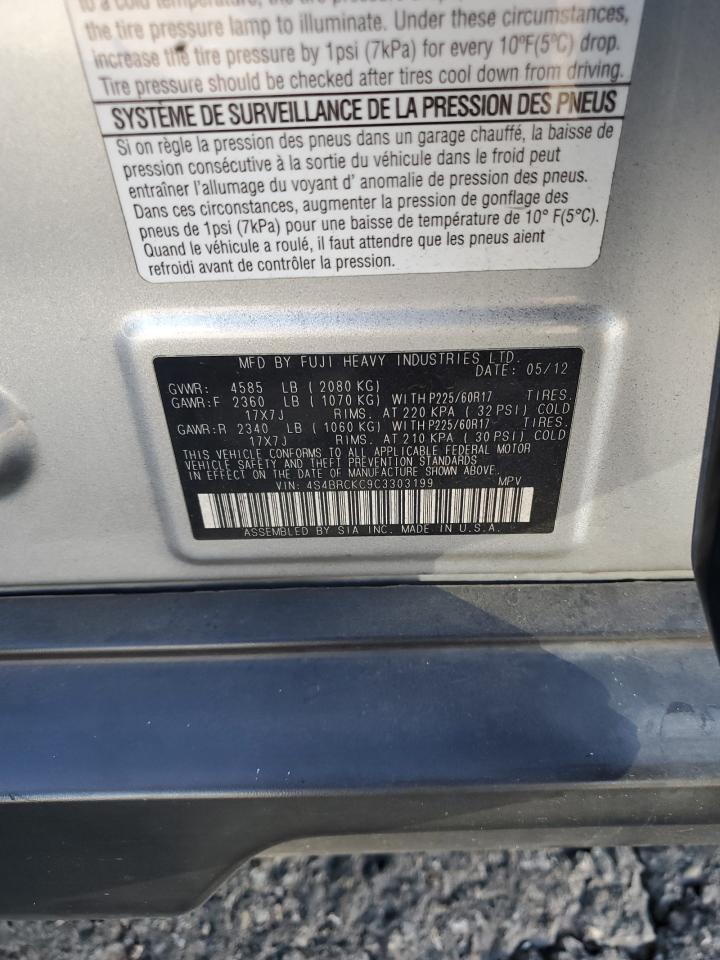 to a cold temperature, the tire pressure
the tire pressure lamp to illuminate. Under these circumstances,
increase the tire pressure by 1psi (7kPa) for every 10°F(5°C) drop.
Tire pressure should be checked after tires cool down from driving.
SYSTÈME DE SURVEILLANCE DE LA PRESSION DES PNEUS
Si on règle la pression des pneus dans un garage chauffé, la baisse de
pression consécutive à la sortie du véhicule dans le froid peut
entraîner l'allumage du voyant d' anomalie de pression des pneus.
Dans ces circonstances, augmenter la pression de gonflage des
pneus de 1psi (7kPa) pour une baisse de température de 10° F(5°C).
Quand le véhicule a roulé, il faut attendre que les pneus aient
refroidi avant de contrôler la pression.
MFD BY FUJI HEAVY INDUSTRIES LTD.
DATE: 05/12
GVWR: 4585 LB (2080 KG)
GAWR:F 2360 LB (1070 KG) WITH P225/60R17 TIRES.
17X7J RIMS. AT 220 KPA (32 PSI) COLD
GAWR:R 2340 LB (1060 KG) WITH P225/60R17 TIRES.
17X7J RIMS. AT 210 KPA (30 PSI) COLD
THIS VEHICLE CONFORMS TO ALL APPLICABLE FEDERAL MOTOR
VEHICLE SAFETY AND THEFT PREVENTION STANDARDS
IN EFFECT ON THE DATE OF MANUFACTURE SHOWN ABOVE.
VIN: 4S4BRCKC9C3303199 MPV
ASSEMBLED BY SIA INC. MADE IN U.S.A.